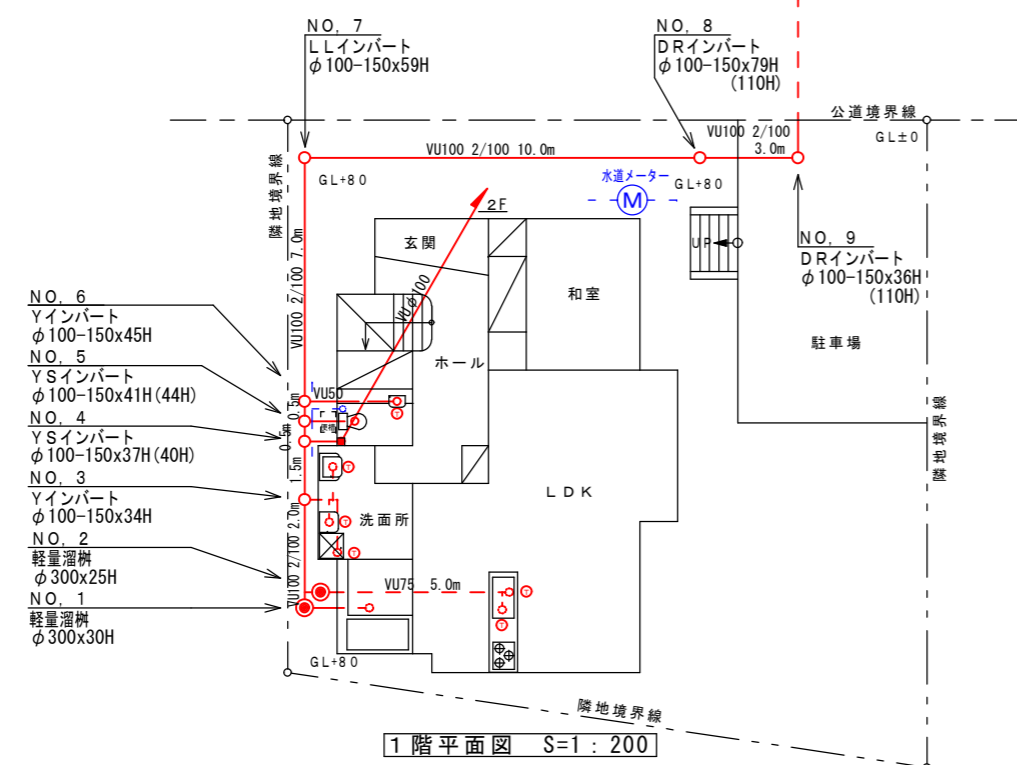 NO, 7
LLインバート
φ100-150x59H
NO, 8
DRインバート
φ100-150x79H
(110H)
公道境界線
GL±0
VU100 2/100
3.0m
VU100 2/100 10.0m
隣地境界線
GL+80
水道メーター
M
GL+80
2F
玄関
UP
NO, 9
DRインバート
φ100-150x36H
(110H)
和室
VUφ100
VU100 2/100 7.0m
NO, 6
Yインバート
φ100-150x45H
駐車場
ホール
NO, 5
YSインバート
φ100-150x41H(44H)
VU50
0.5m
NO, 4
YSインバート
φ100-150x37H(40H)
隣地境界線
1.5m
NO, 3
Yインバート
φ100-150x34H
LDK
洗面所
VU100 2/100 2.0m
NO, 2
軽量溜桝
φ300x25H
VU75 5.0m
NO, 1
軽量溜桝
φ300x30H
GL+80
隣地境界線
1階平面図 S=1:200